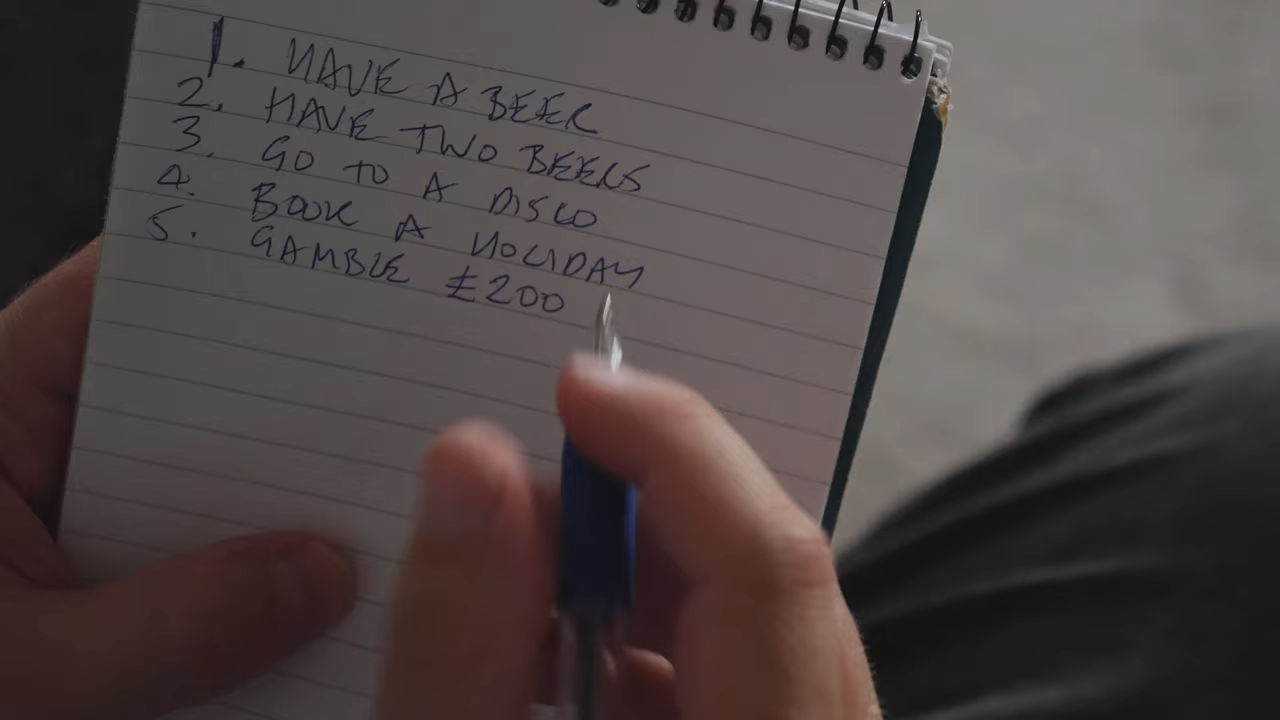 1. HAVE A BEER
2. HAVE TWO BEERS
3. GO TO A DISCO
4. BOOK A HOLIDAY
5. GAMBLE £200